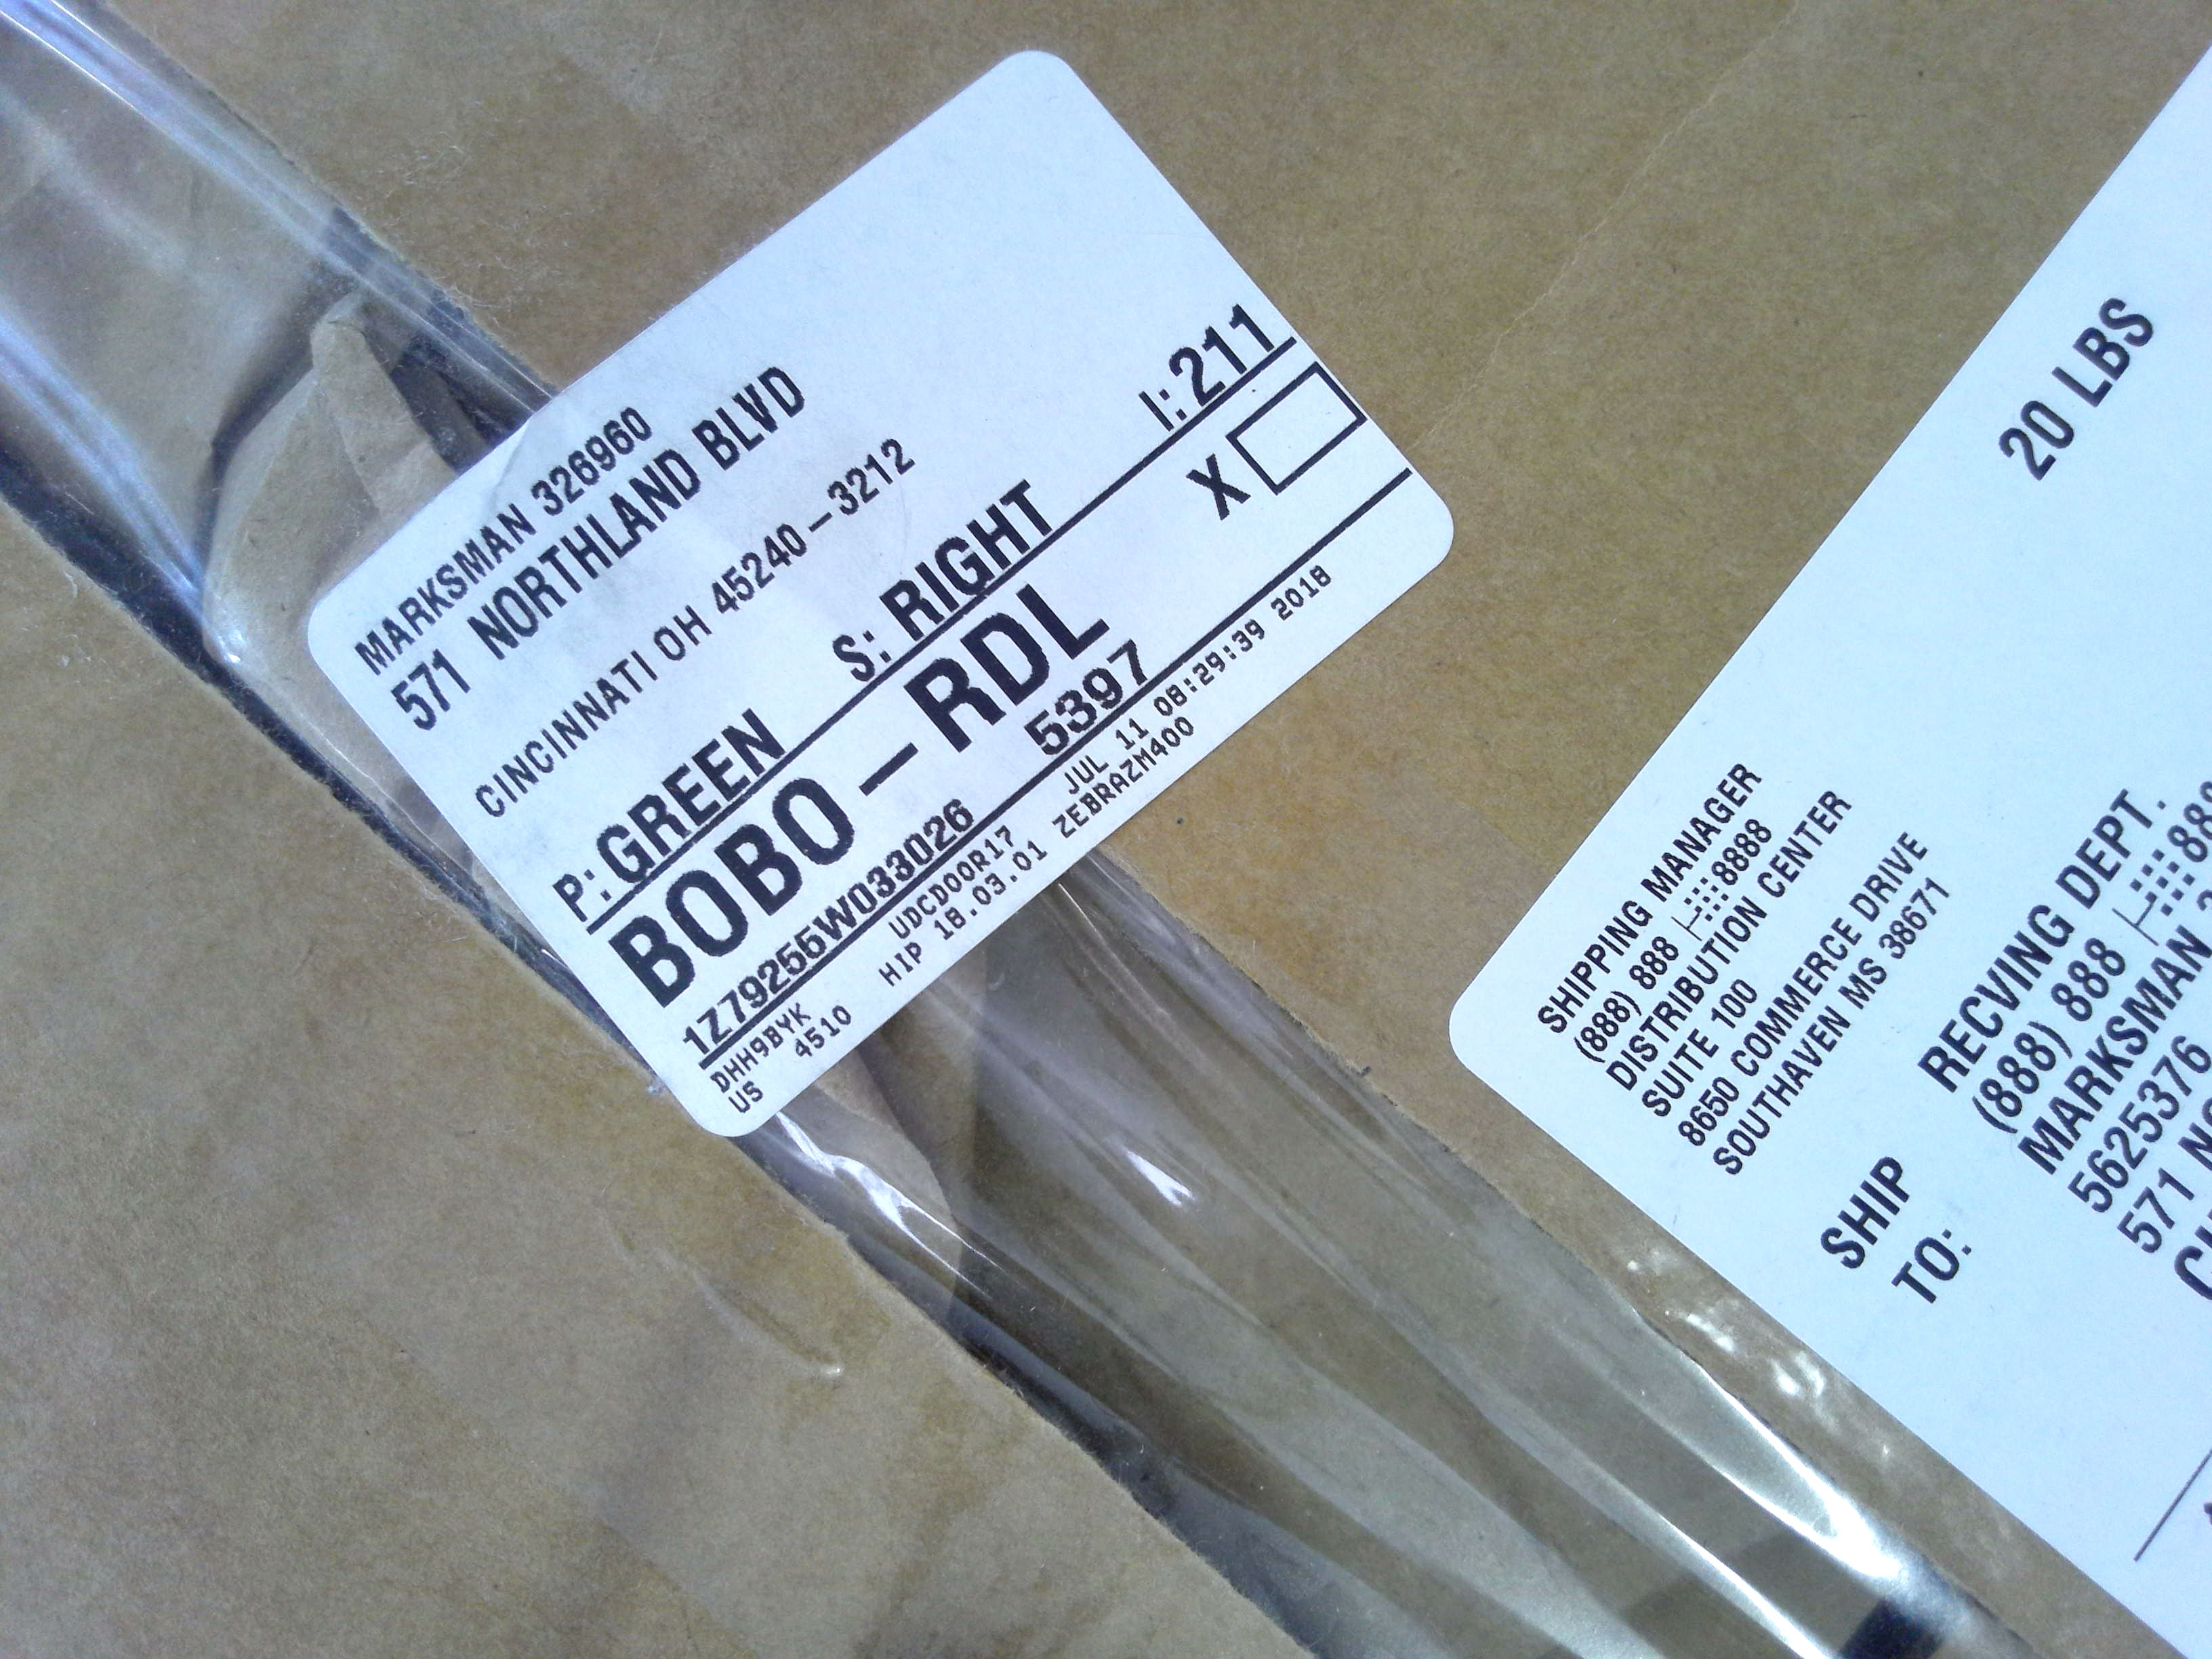 MARKSMAN 326960
571 NORTHLAND BLVD
CINCINNATI OH 45240-3212
P: GREEN S: RIGHT I: 211
BOBO-RDL X
1Z79255W033026 5397
DHH9BYK UDCDOOR17 JUL 11 08:29:39 2018
US 4510 HIP 18.03.01 ZEBRAZM400
20 LBS
SHIPPING MANAGER
(888) 888 8888
DISTRIBUTION CENTER
SUITE 100
8650 COMMERCE DRIVE
SOUTHAVEN MS 38671
SHIP
TO:
RECVING DEPT.
(888) 888
MARKSMAN
5625376
571